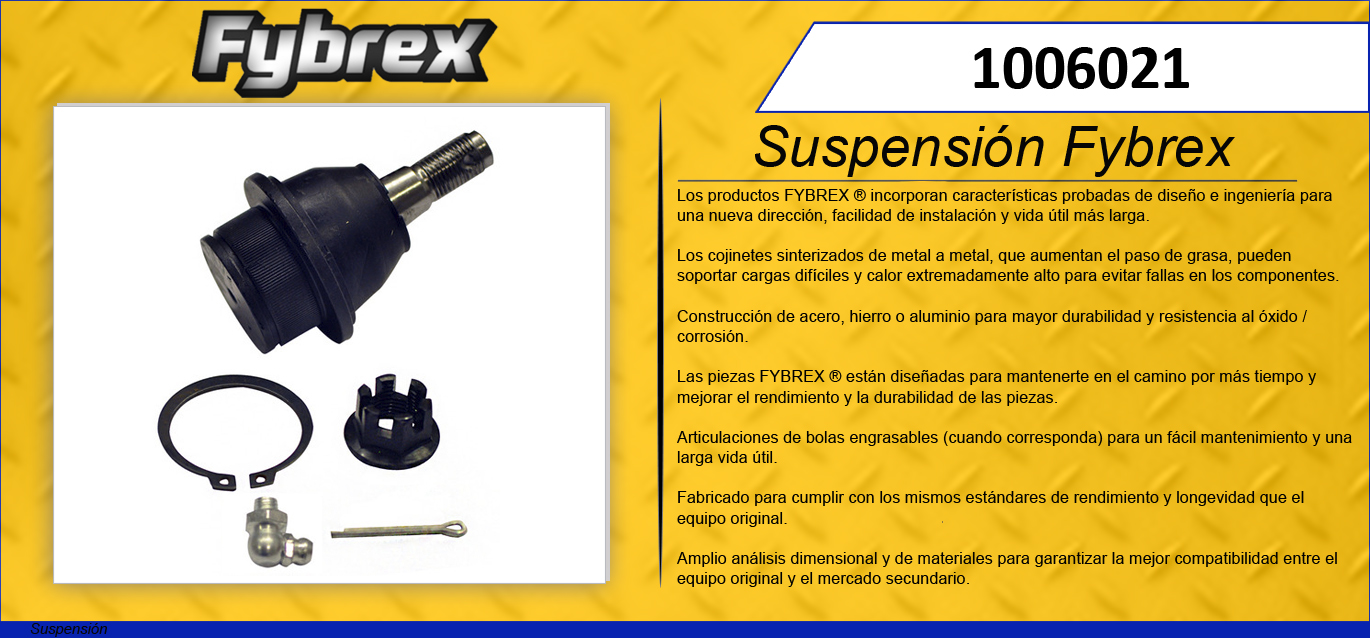 Fybrex
1006021
Suspensión Fybrex
Los productos FYBREX ® incorporan características probadas de diseño e ingeniería para
una nueva dirección, facilidad de instalación y vida útil más larga.
Los cojinetes sinterizados de metal a metal, que aumentan el paso de grasa, pueden
soportar cargas difíciles y calor extremadamente alto para evitar fallas en los componentes.
Construcción de acero, hierro o aluminio para mayor durabilidad y resistencia al óxido /
corrosión.
Las piezas FYBREX ® están diseñadas para mantenerte en el camino por más tiempo y
mejorar el rendimiento y la durabilidad de las piezas.
Articulaciones de bolas engrasables (cuando corresponda) para un fácil mantenimiento y una
larga vida útil.
Fabricado para cumplir con los mismos estándares de rendimiento y longevidad que el
equipo original.
Amplio análisis dimensional y de materiales para garantizar la mejor compatibilidad entre el
equipo original y el mercado secundario.
Suspensión